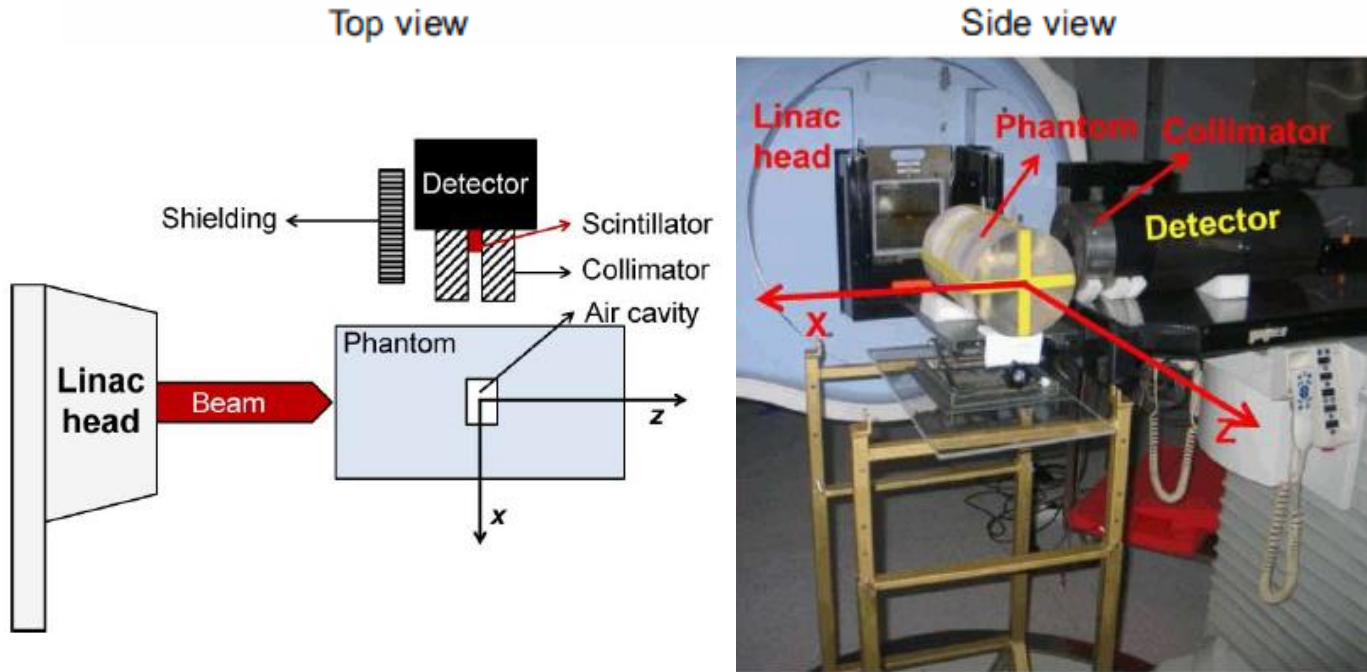 Top view
Side view
Detector
Shielding
Scintillator
Collimator
Air cavity
Phantom
Linac
head
Beam
z
x
Linac
head
Phantom
Collimator
Detector
X
Z